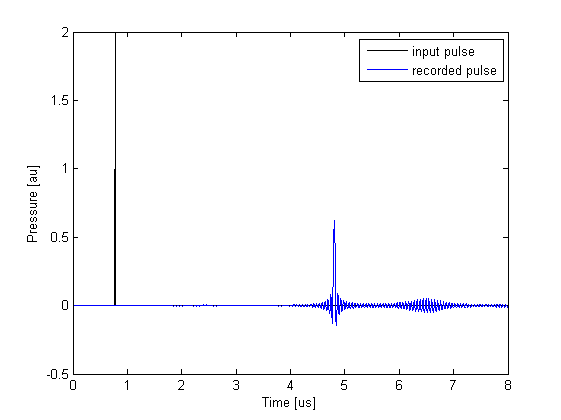 2
1.5
1
0.5
0
-0.5
Pressure [au]
input pulse
recorded pulse
0 1 2 3 4 5 6 7 8
Time [us]